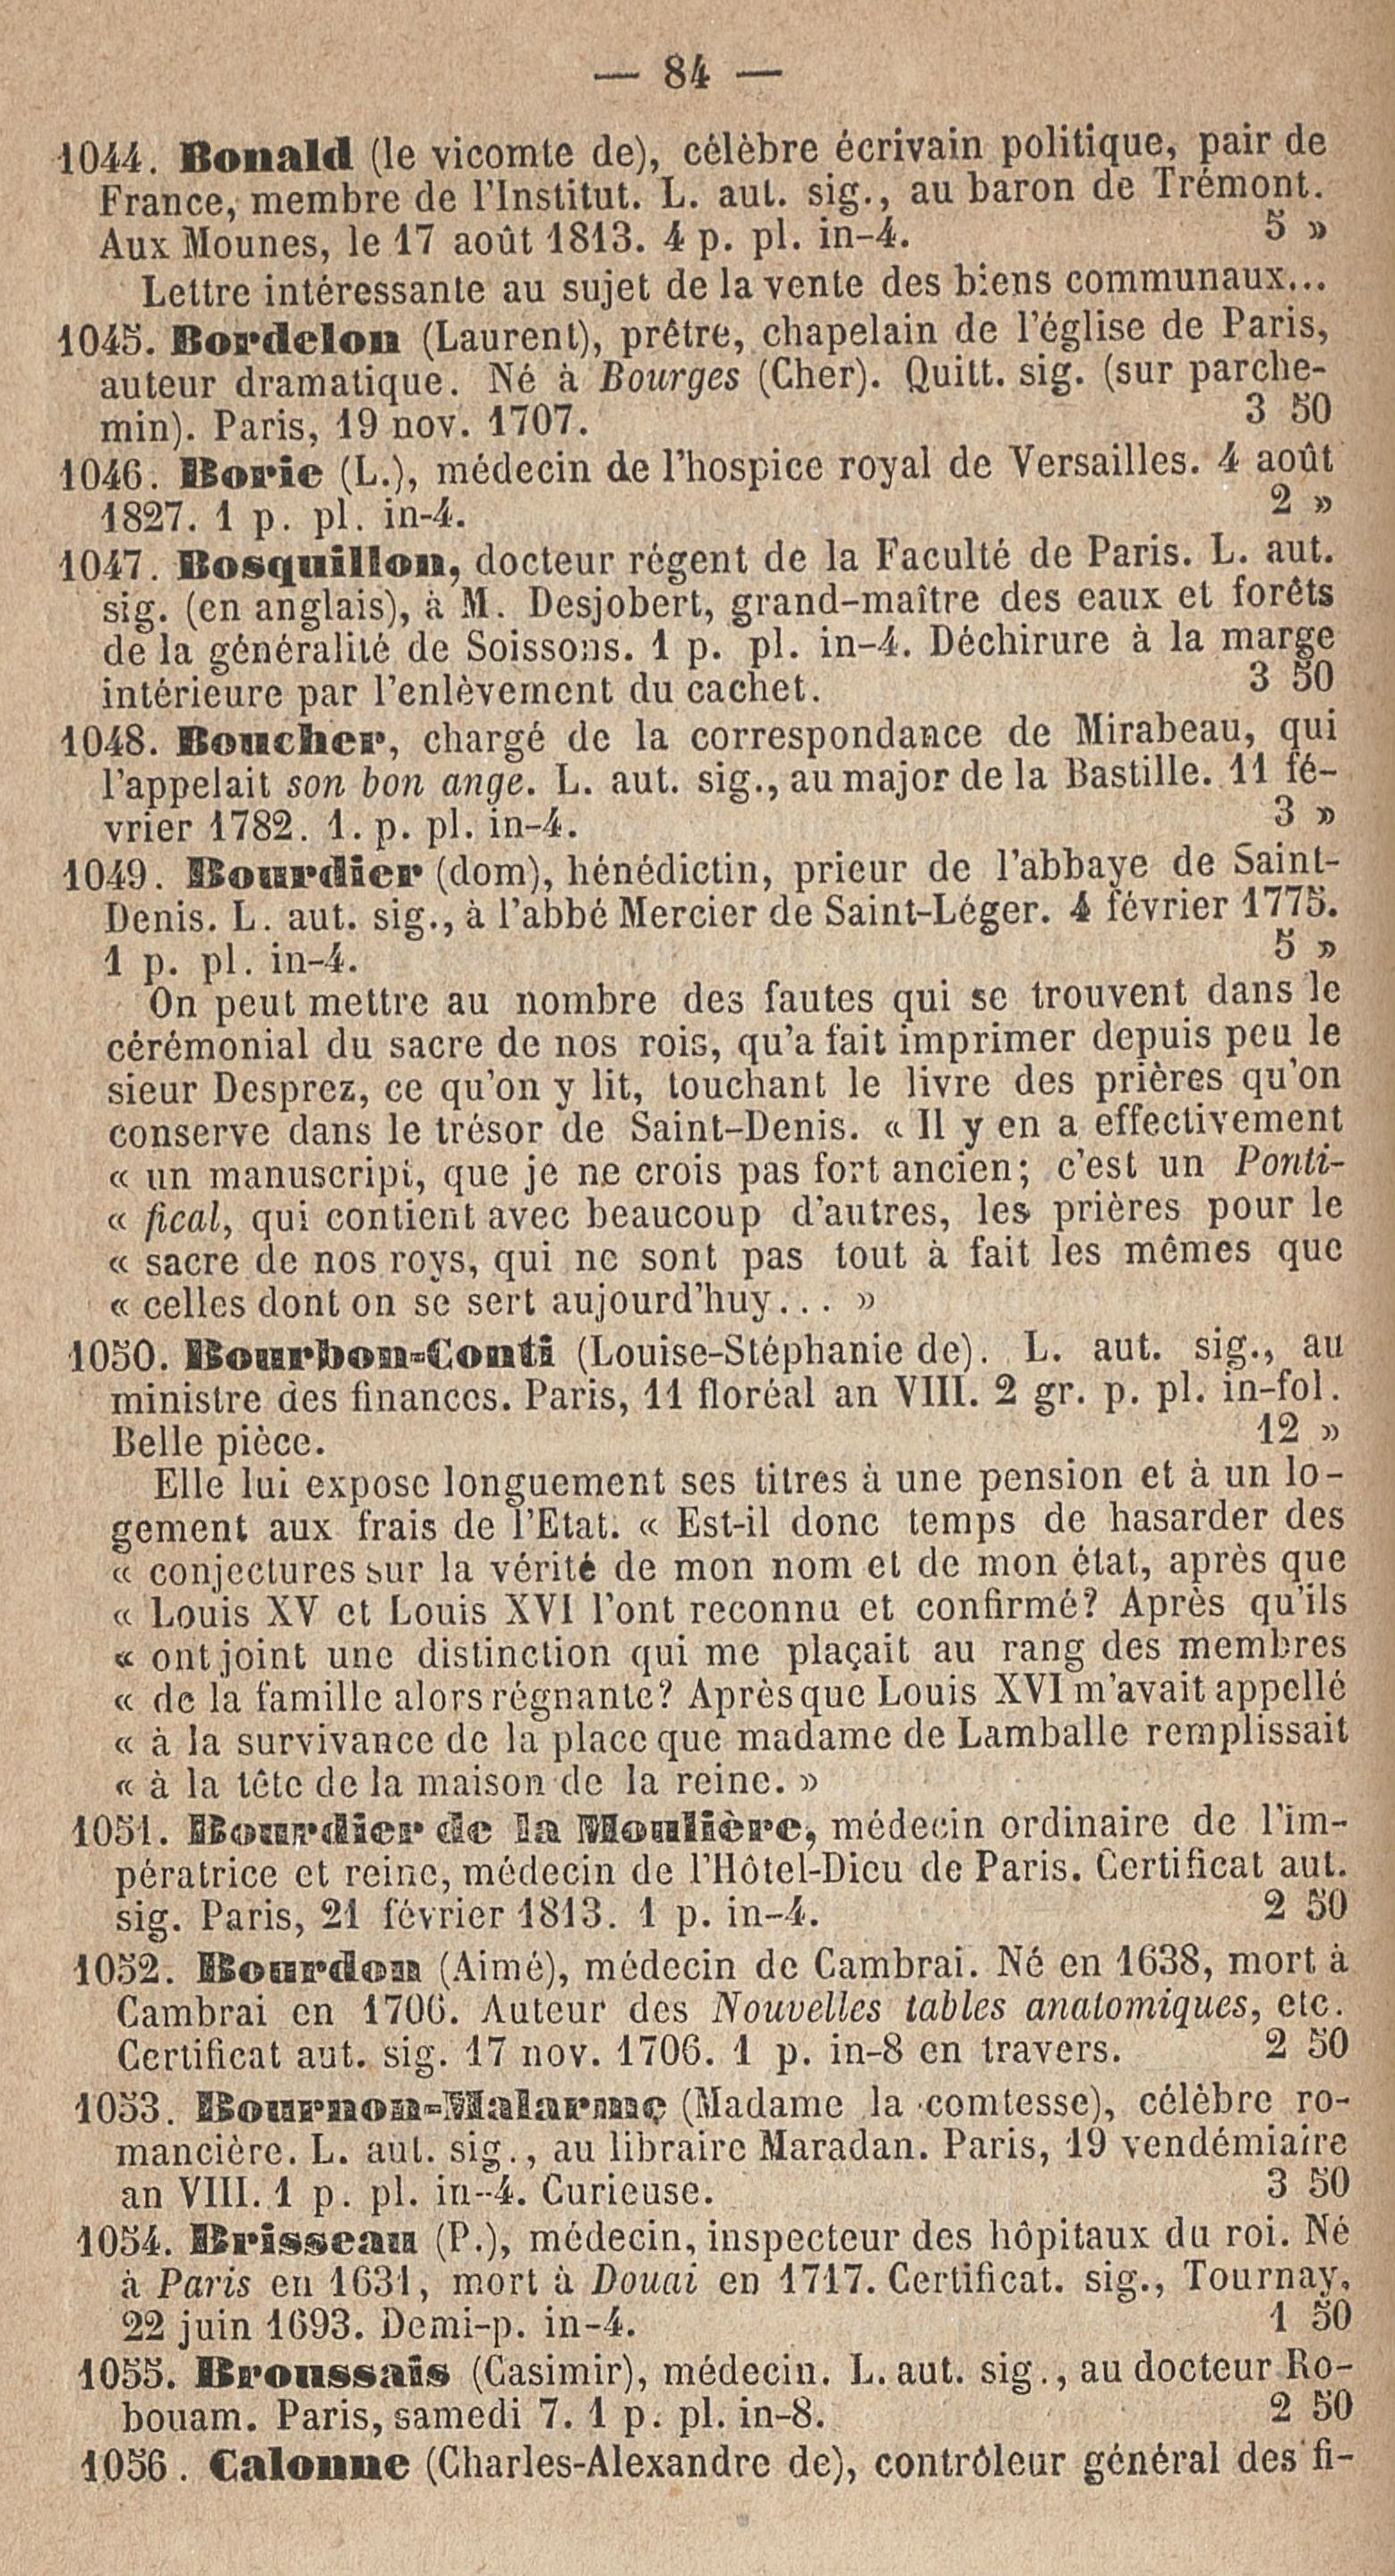 — 84 —
1044. Bonald (le vicomte de), célèbre écrivain politique, pair de
France, membre de l'Institut. L. aut. sig., au baron de Trémont.
Aux Mounes, le 17 août 1813. 4 p. pl. in-4. 5 »
Lettre intéressante au sujet de la vente des biens communaux...
1045. Bordelon (Laurent), prêtre, chapelain de l'église de Paris,
auteur dramatique. Né à Bourges (Cher). Quitt. sig. (sur parche-
min). Paris, 19 nov. 1707. 3 50
1046. Borie (L.), médecin de l'hospice royal de Versailles. 4 août
1827. 1 p. pl. in-4. 2 »
1047. Bosquillon, docteur régent de la Faculté de Paris. L. aut.
sig. (en anglais), à M. Desjobert, grand-maître des eaux et forêts
de la généralité de Soissons. 1 p. pl. in-4. Déchirure à la marge
intérieure par l'enlèvement du cachet. 3 50
1048. Boucher, chargé de la correspondance de Mirabeau, qui
l'appelait son bon ange. L. aut. sig., au major de la Bastille. 11 fé-
vrier 1782. 1. p. pl. in-4. 3 »
1049. Bourdier (dom), hénédictin, prieur de l'abbaye de Saint-
Denis. L. aut. sig., à l'abbé Mercier de Saint-Léger. 4 février 1775.
1 p. pl. in-4. 5 »
On peut mettre au nombre des fautes qui se trouvent dans le
cérémonial du sacre de nos rois, qu'a fait imprimer depuis peu le
sieur Desprez, ce qu'on y lit, touchant le livre des prières qu'on
conserve dans le trésor de Saint-Denis. « Il y en a effectivement
« un manuscripi, que je ne crois pas fort ancien; c'est un Ponti-
« fical, qui contient avec beaucoup d'autres, les prières pour le
« sacre de nos roys, qui ne sont pas tout à fait les mêmes que
« celles dont on se sert aujourd'huy... »
1050. Bourbon-Conti (Louise-Stéphanie de). L. aut. sig., au
ministre des finances. Paris, 11 floréal an VIII. 2 gr. p. pl. in-fol.
Belle pièce. 12 »
Elle lui expose longuement ses titres à une pension et à un lo-
gement aux frais de l'Etat. « Est-il donc temps de hasarder des
« conjectures sur la vérité de mon nom et de mon état, après que
« Louis XV et Louis XVI l'ont reconnu et confirmé? Après qu'ils
« ont joint une distinction qui me plaçait au rang des membres
« de la famille alors régnante? Après que Louis XVI m'avait appellé
« à la survivance de la place que madame de Lamballe remplissait
« à la tête de la maison de la reine. »
1051. Bourdier de la Moulière, médecin ordinaire de l'im-
pératrice et reine, médecin de l'Hôtel-Dieu de Paris. Certificat aut.
sig. Paris, 21 février 1813. 1 p. in-4. 2 50
1052. Bourdon (Aimé), médecin de Cambrai. Né en 1638, mort à
Cambrai en 1706. Auteur des Nouvelles tables anatomiques, etc.
Certificat aut. sig. 17 nov. 1706. 1 p. in-8 en travers. 2 50
1053. Bournon-Malarme (Madame la comtesse), célèbre ro-
mancière. L. aut. sig., au libraire Maradan. Paris, 19 vendémiaire
an VIII. 1 p. pl. in--4. Curieuse. 3 50
1054. Brisseau (P.), médecin, inspecteur des hôpitaux du roi. Né
à Paris en 1631, mort à Douai en 1717. Certificat. sig., Tournay,
22 juin 1693. Demi-p. in-4. 1 50
1055. Broussais (Casimir), médecin. L. aut. sig., au docteur Ro-
bouam. Paris, samedi 7. 1 p. pl. in-8. 2 50
1056. Calonne (Charles-Alexandre de), contrôleur général des fi-